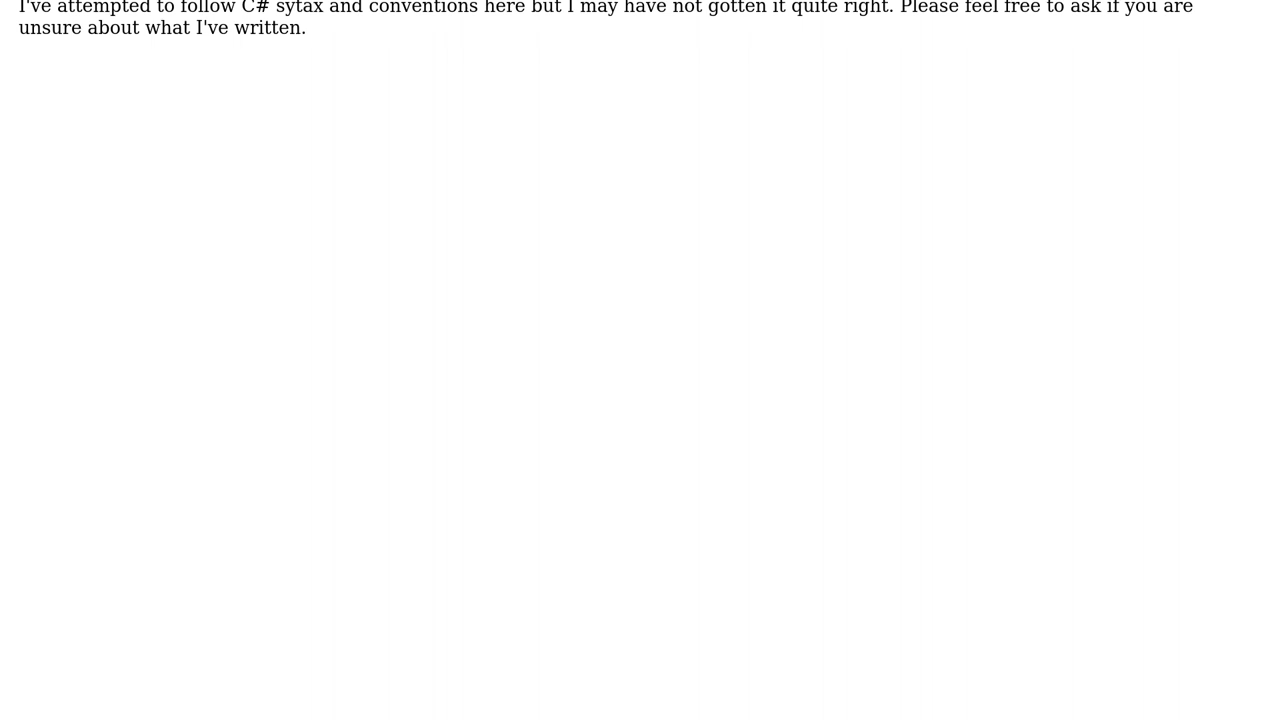 I've attempted to follow C# sytax and conventions here but I may have not gotten it quite right. Please feel free to ask if you are
unsure about what I've written.